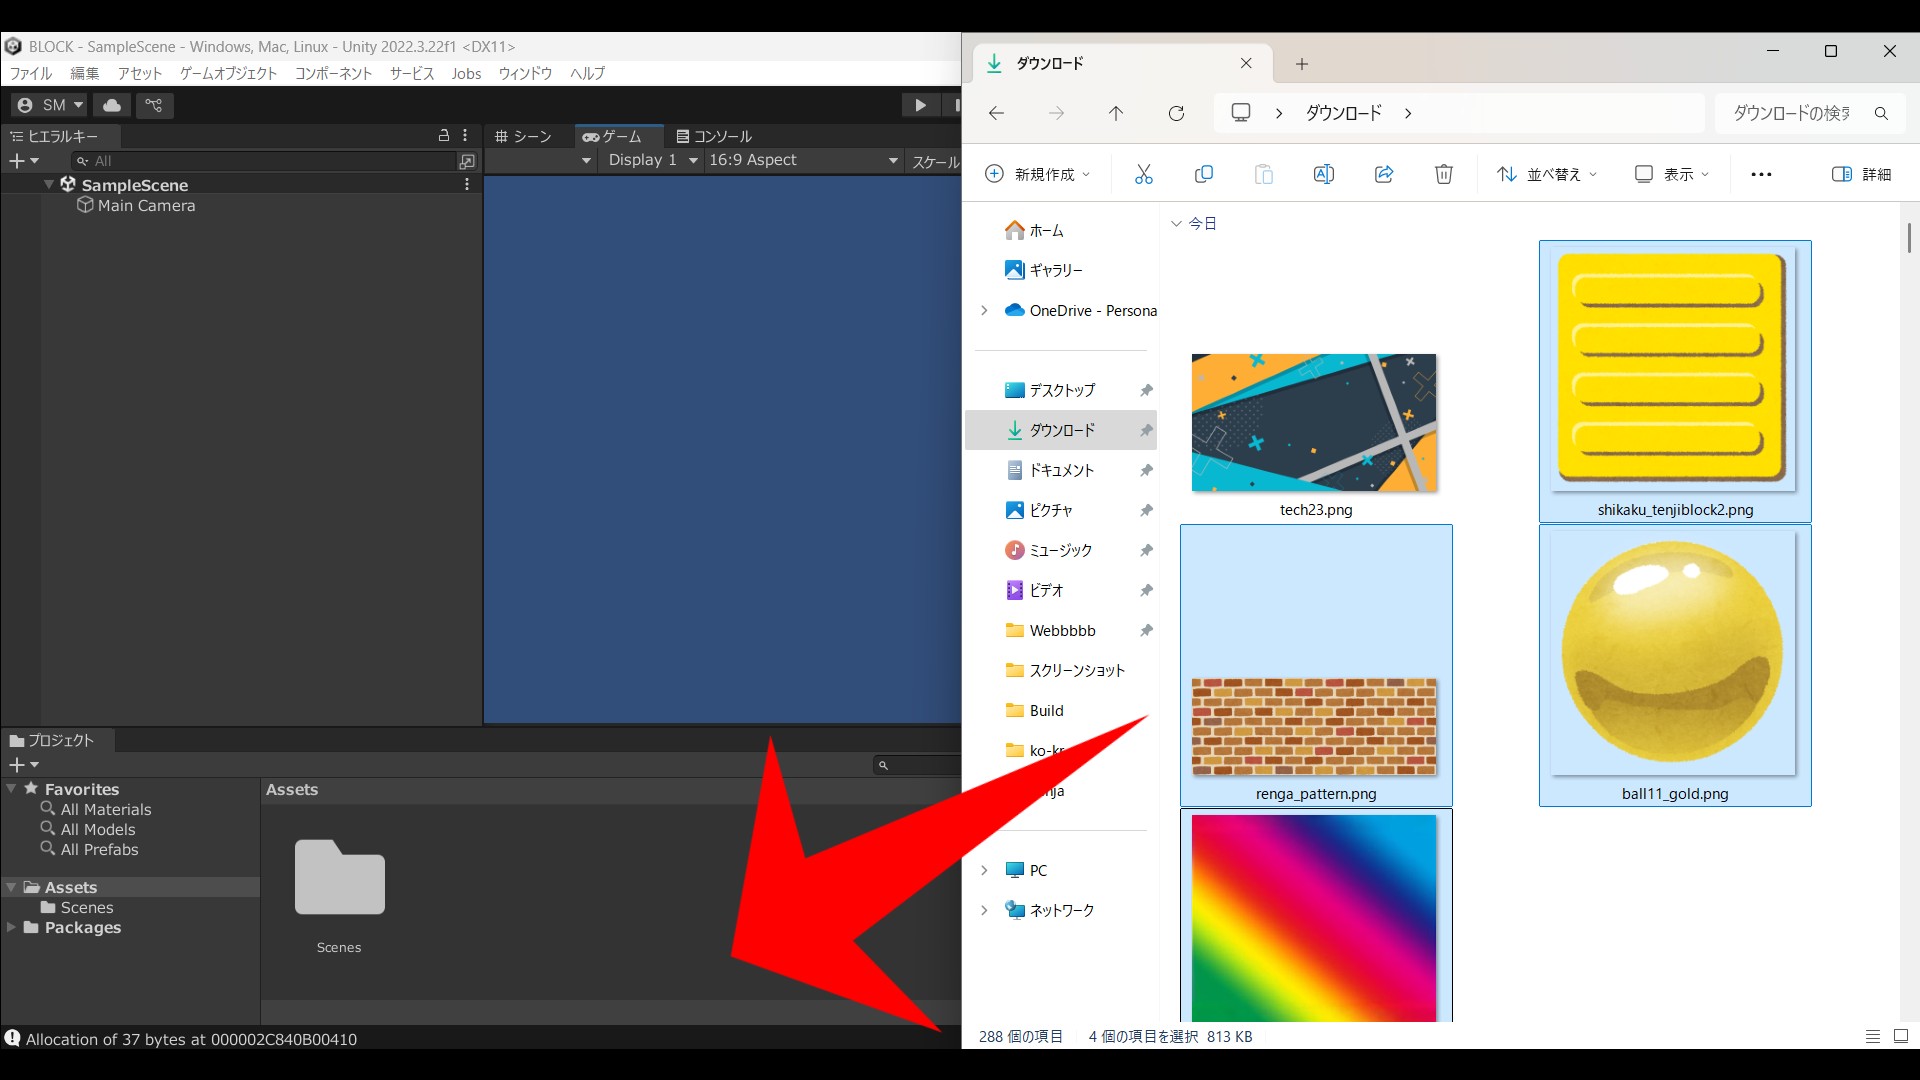 BLOCK - SampleScene - Windows, Mac, Linux - Unity 2022.3.22f1 <DX11>
ファイル 編集 アセット ゲームオブジェクト コンポーネント サービス Jobs ウィンドウ ヘルプ
SM
ヒエラルキー
All
SampleScene
Main Camera
シーン ゲーム コンソール
Display 1 16:9 Aspect スケール
プロジェクト
Favorites
All Materials
All Models
All Prefabs
Assets
Scenes
Packages
Assets
Scenes
Allocation of 37 bytes at 000002C840B00410
ダウンロード
ダウンロード
ダウンロードの検索
新規作成 並べ替え 表示 詳細
ホーム
ギャラリー
OneDrive - Persona
デスクトップ
ダウンロード
ドキュメント
ピクチャ
ミュージック
ビデオ
Webbbbb
スクリーンショット
Build
ko-kr
PC
ネットワーク
今日
tech23.png
shikaku_tenjiblock2.png
renga_pattern.png
ball11_gold.png
288 個の項目 4 個の項目を選択 813 KB